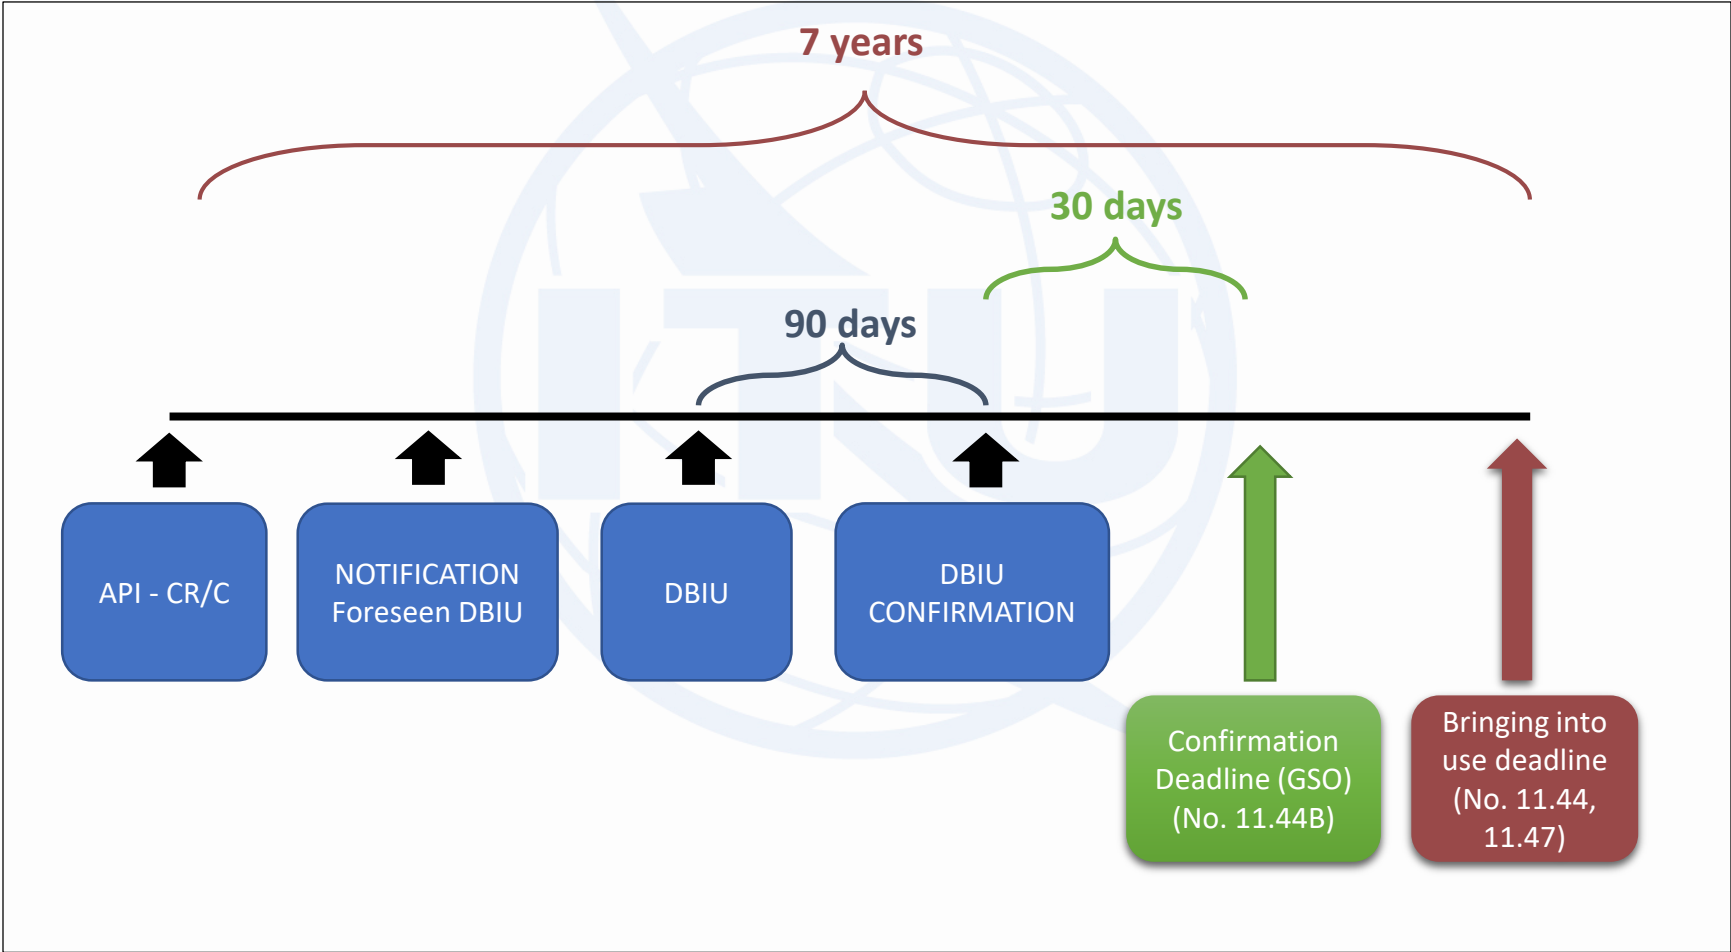 7 years
30 days
90 days
ITU
API - CR/C
NOTIFICATION
Foreseen DBIU
DBIU
DBIU
CONFIRMATION
Confirmation
Deadline (GSO)
(No. 11.44B)
Bringing into
use deadline
(No. 11.44,
11.47)